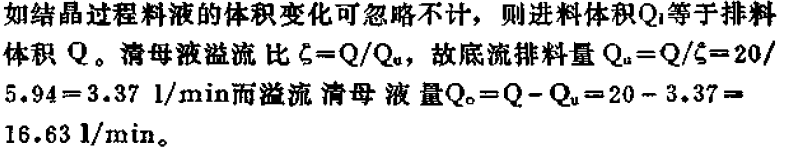 如结晶过程料液的体积变化可忽略不计，则进料体积Qᵢ等于排料
体积 Q。清母液溢流 比 ζ=Q/Qᵤ，故底流排料量 Qᵤ=Q/ζ=20/
5.94=3.37 l/min而溢流 清母 液 量Qₒ=Q-Qᵤ=20-3.37=
16.63 l/min。